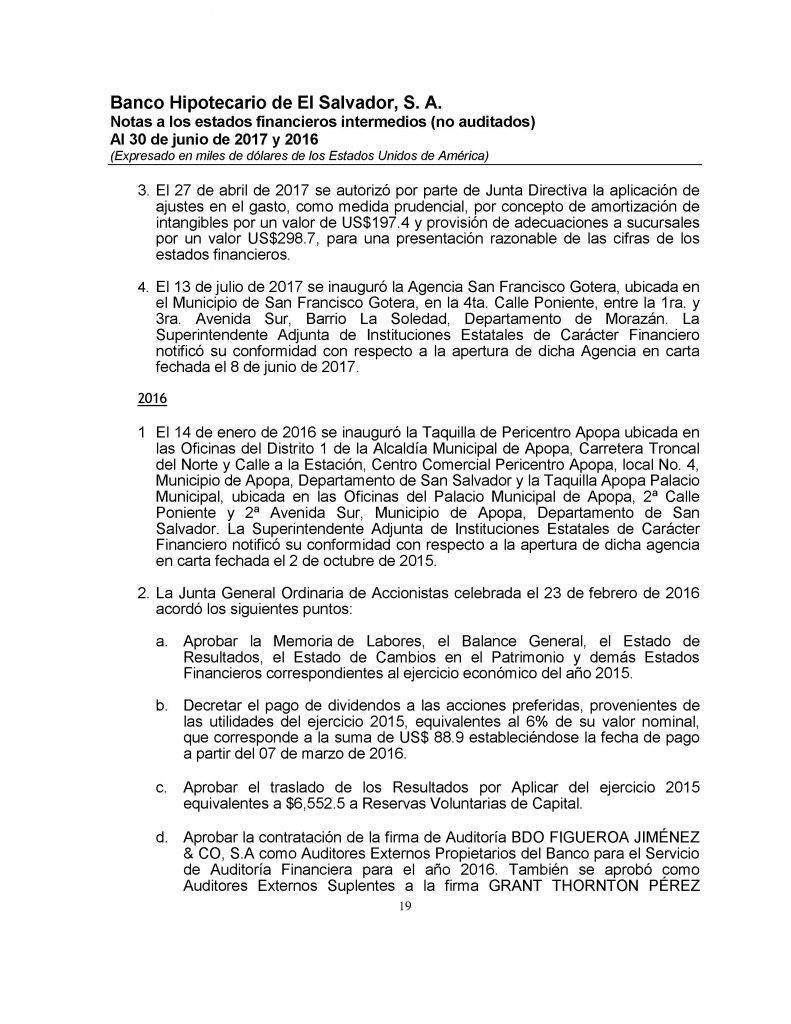 Banco Hipotecario de El Salvador, S. A.
Notas a los estados financieros intermedios (no auditados)
Al 30 de junio de 2017 y 2016
(Expresado en miles de dólares de los Estados Unidos de América)
3. El 27 de abril de 2017 se autorizó por parte de Junta Directiva la aplicación de
ajustes en el gasto, como medida prudencial, por concepto de amortización de
intangibles por un valor de US$197.4 y provisión de adecuaciones a sucursales
por un valor US$298.7, para una presentación razonable de las cifras de los
estados financieros.
4. El 13 de julio de 2017 se inauguró la Agencia San Francisco Gotera, ubicada en
el Municipio de San Francisco Gotera, en la 4ta. Calle Poniente, entre la 1ra. y
3ra. Avenida Sur, Barrio La Soledad, Departamento de Morazán. La
Superintendente Adjunta de Instituciones Estatales de Carácter Financiero
notificó su conformidad con respecto a la apertura de dicha Agencia en carta
fechada el 8 de junio de 2017.
2016
1 El 14 de enero de 2016 se inauguró la Taquilla de Pericentro Apopa ubicada en
las Oficinas del Distrito 1 de la Alcaldía Municipal de Apopa, Carretera Troncal
del Norte y Calle a la Estación, Centro Comercial Pericentro Apopa, local No. 4,
Municipio de Apopa, Departamento de San Salvador y la Taquilla Apopa Palacio
Municipal, ubicada en las Oficinas del Palacio Municipal de Apopa, 2ª Calle
Poniente y 2ª Avenida Sur, Municipio de Apopa, Departamento de San
Salvador. La Superintendente Adjunta de Instituciones Estatales de Carácter
Financiero notificó su conformidad con respecto a la apertura de dicha agencia
en carta fechada el 2 de octubre de 2015.
2. La Junta General Ordinaria de Accionistas celebrada el 23 de febrero de 2016
acordó los siguientes puntos:
a. Aprobar la Memoria de Labores, el Balance General, el Estado de
Resultados, el Estado de Cambios en el Patrimonio y demás Estados
Financieros correspondientes al ejercicio económico del año 2015.
b. Decretar el pago de dividendos a las acciones preferidas, provenientes de
las utilidades del ejercicio 2015, equivalentes al 6% de su valor nominal,
que corresponde a la suma de US$ 88.9 estableciéndose la fecha de pago
a partir del 07 de marzo de 2016.
c. Aprobar el traslado de los Resultados por Aplicar del ejercicio 2015
equivalentes a $6,552.5 a Reservas Voluntarias de Capital.
d. Aprobar la contratación de la firma de Auditoría BDO FIGUEROA JIMÉNEZ
& CO, S.A como Auditores Externos Propietarios del Banco para el Servicio
de Auditoría Financiera para el año 2016. También se aprobó como
Auditores Externos Suplentes a la firma GRANT THORNTON PÉREZ
19